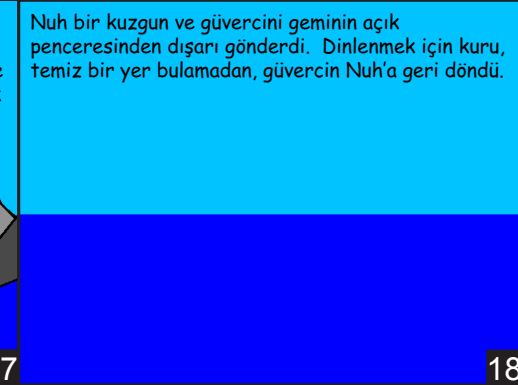 Nuh bir kuzgun ve güvercini geminin açık
penceresinden dışarı gönderdi. Dinlenmek için kuru,
temiz bir yer bulamadan, güvercin Nuh'a geri döndü.
7
18